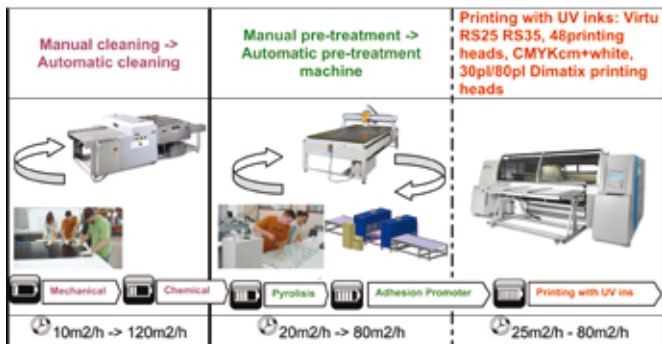 Manual cleaning ->
Automatic cleaning
Manual pre-treatment ->
Automatic pre-treatment
machine
Printing with UV inks: Virtu
RS25 RS35, 48printing
heads, CMYKcm+white,
30pl/80pl Dimatix printing
heads
Mechanical
Chemical
Pyrolisis
Adhesion Promoter
Printing with UV ins
10m2/h -> 120m2/h
20m2/h -> 80m2/h
25m2/h - 80m2/h